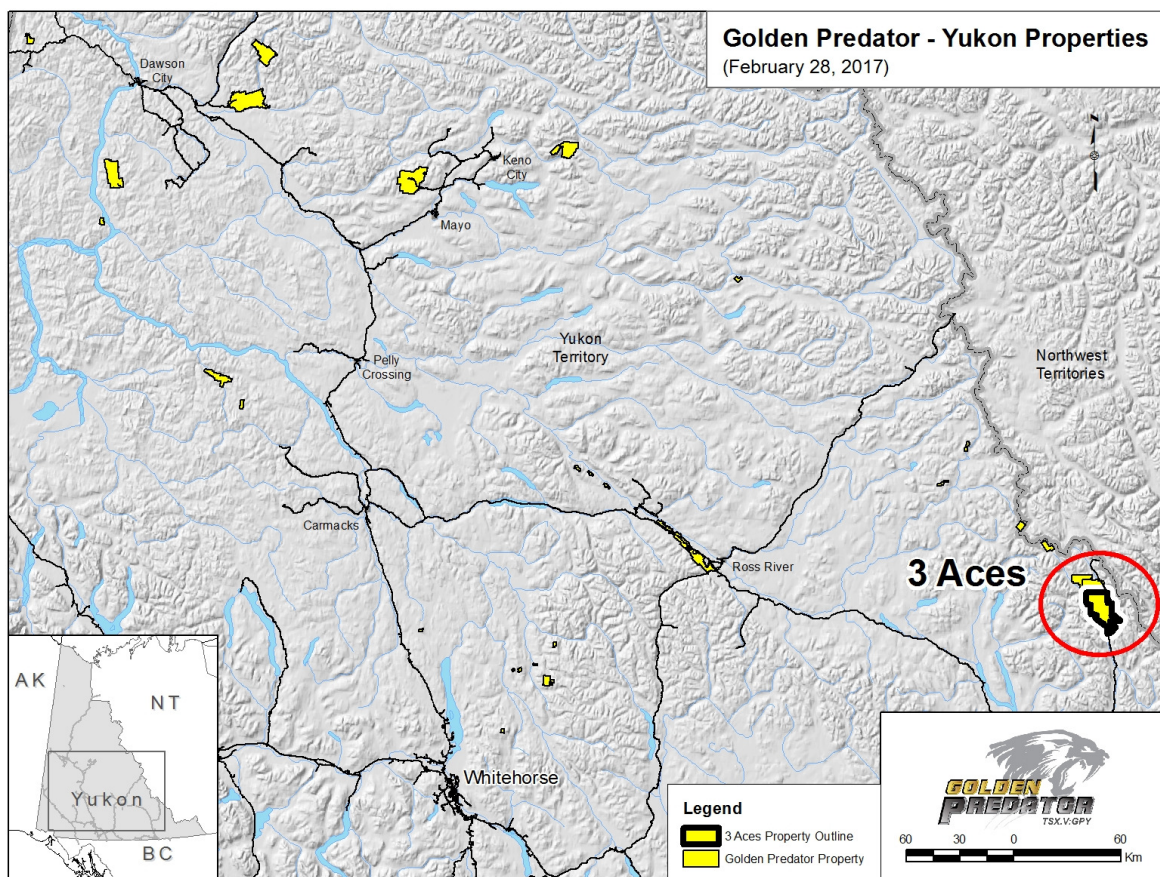 Golden Predator - Yukon Properties
(February 28, 2017)
Dawson
City
Keno
City
Mayo
Yukon
Territory
Pelly
Crossing
Northwest
Territories
Carmacks
Ross River
3 Aces
AK
NT
Yukon
BC
Whitehorse
Legend
3 Aces Property Outline
Golden Predator Property
GOLDEN
PREDATOR
TSX.V:GPY
60 30 0 60
Km